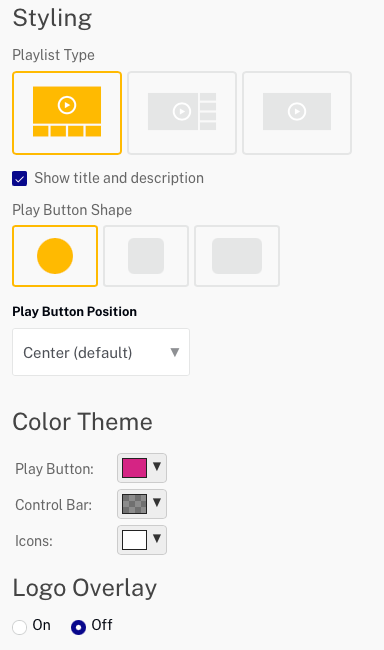 Styling
Playlist Type
Show title and description
Play Button Shape
Play Button Position
Center (default)
Color Theme
Play Button:
Control Bar:
Icons:
Logo Overlay
On Off